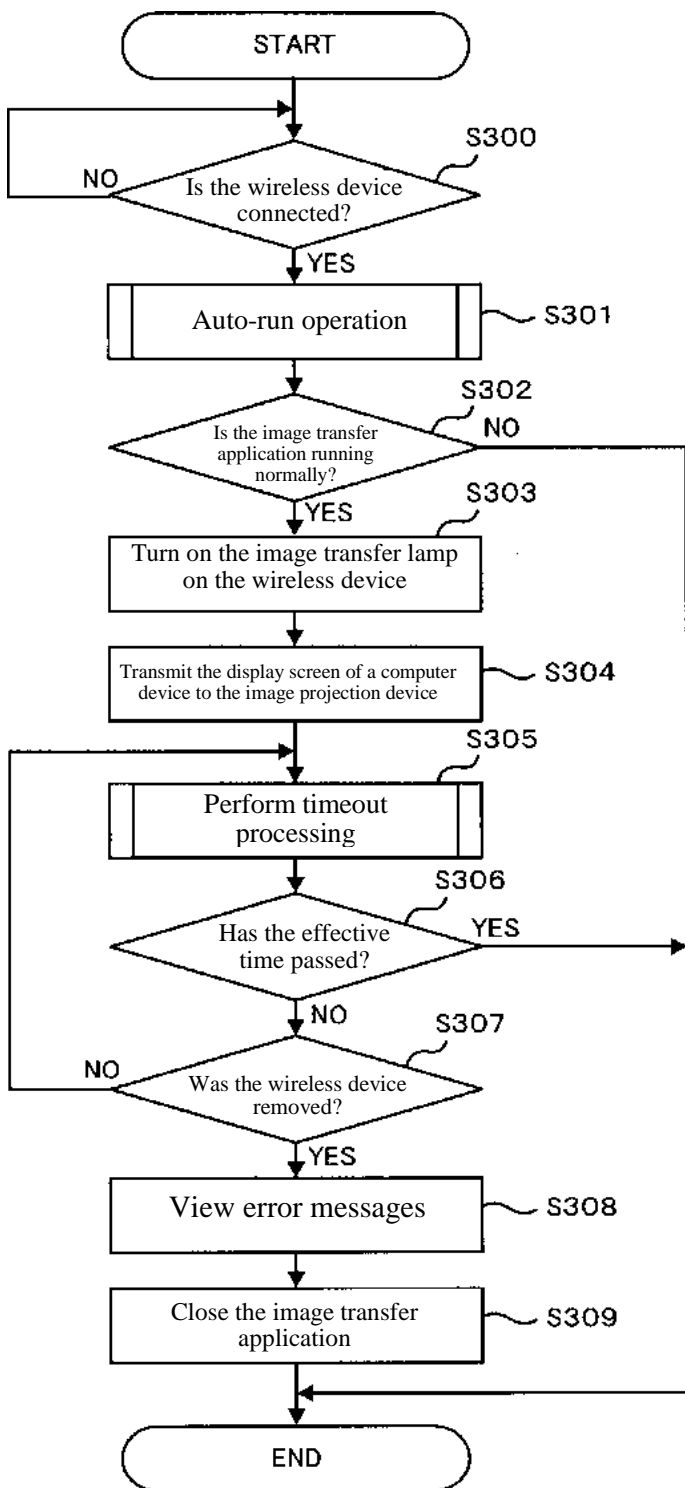 START
S300
NO
Is the wireless device
connected?
YES
Auto-run operation
S301
S302
Is the image transfer
application running
normally?
NO
YES
S303
Turn on the image transfer lamp
on the wireless device
Transmit the display screen of a computer
device to the image projection device
S304
S305
Perform timeout
processing
S306
Has the effective
time passed?
YES
NO
S307
NO
Was the wireless device
removed?
YES
View error messages
S308
Close the image transfer
application
S309
END